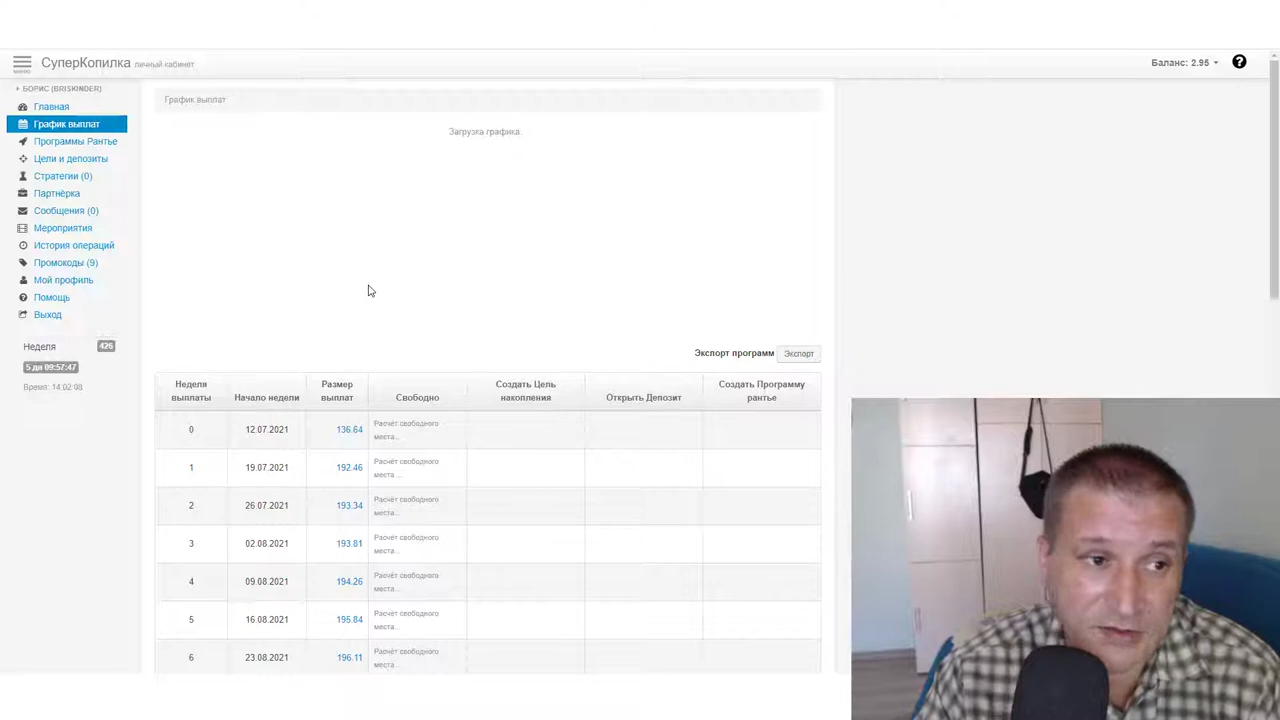 СуперКопилка личный кабинет
Баланс: 2.95
?
меню
БОРИС (BRISKINDER)
Главная
График выплат
Программы Рантье
Цели и депозиты
Стратегии (0)
Партнёрка
Сообщения (0)
Мероприятия
История операций
Промокоды (9)
Мой профиль
Помощь
Выход
Неделя 426
5 дн 09:57:47
Время: 14:02:08
График выплат
Загрузка графика.
Экспорт программ Экспорт
Неделя выплаты Начало недели Размер выплат Свободно Создать Цель накопления Открыть Депозит Создать Программу рантье
0 12.07.2021 136.64 Расчёт свободного места...
1 19.07.2021 192.46 Расчёт свободного места ...
2 26.07.2021 193.34 Расчёт свободного места...
3 02.08.2021 193.81 Расчёт свободного места...
4 09.08.2021 194.26 Расчёт свободного места...
5 16.08.2021 195.84 Расчёт свободного места...
6 23.08.2021 196.11 Расчёт свободного места...